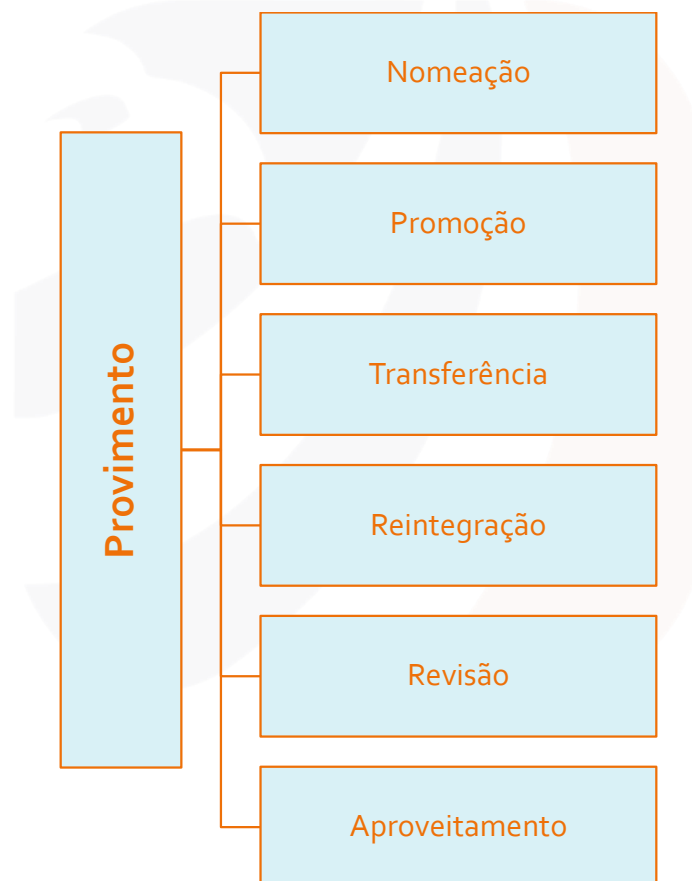 Provimento
Nomeação
Promoção
Transferência
Reintegração
Revisão
Aproveitamento